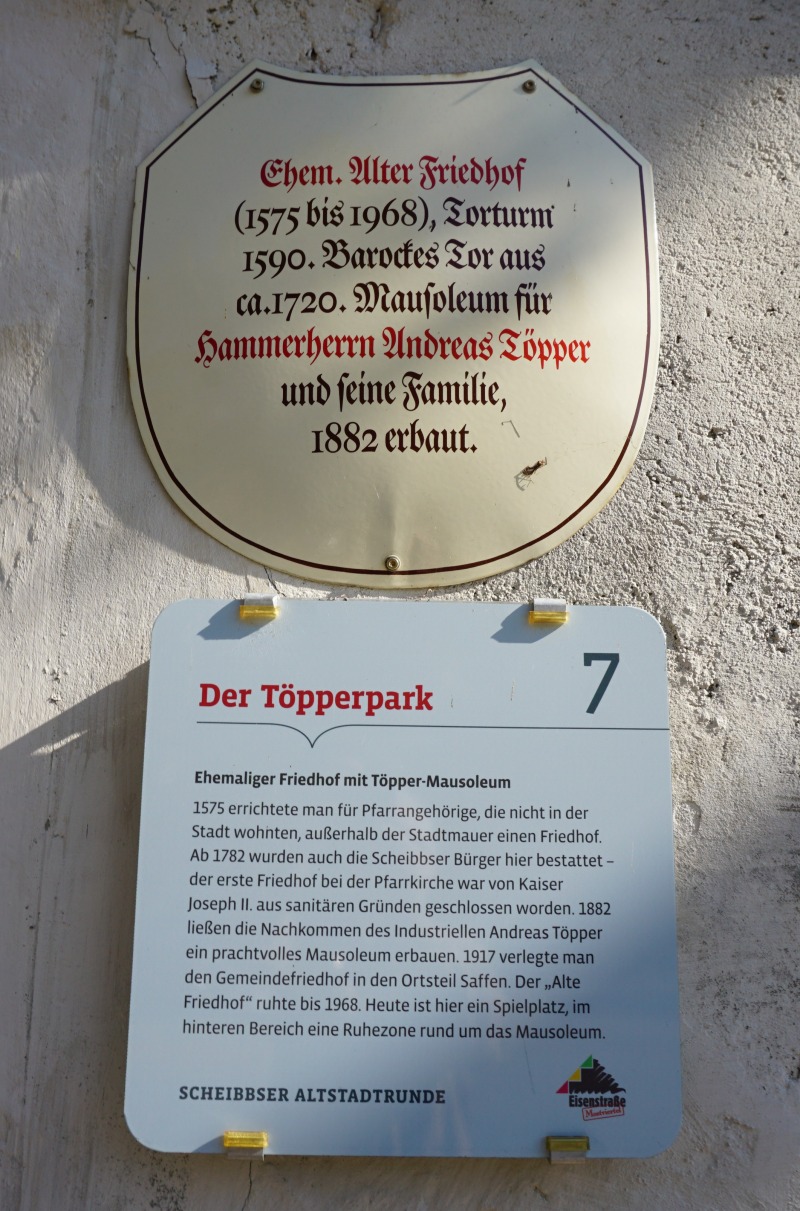 Ehem. Alter Friedhof
(1575 bis 1968), Torturm
1590. Barockes Tor aus
ca.1720. Mauſoleum für
Hammerherrn Andreas Töpper
und ſeine Familie,
1882 erbaut.
Der Töpperpark
7
Ehemaliger Friedhof mit Töpper-Mausoleum
1575 errichtete man für Pfarrangehörige, die nicht in der
Stadt wohnten, außerhalb der Stadtmauer einen Friedhof.
Ab 1782 wurden auch die Scheibbser Bürger hier bestattet –
der erste Friedhof bei der Pfarrkirche war von Kaiser
Joseph II. aus sanitären Gründen geschlossen worden. 1882
ließen die Nachkommen des Industriellen Andreas Töpper
ein prachtvolles Mausoleum erbauen. 1917 verlegte man
den Gemeindefriedhof in den Ortsteil Saffen. Der „Alte
Friedhof“ ruhte bis 1968. Heute ist hier ein Spielplatz, im
hinteren Bereich eine Ruhezone rund um das Mausoleum.
SCHEIBBSER ALTSTADTRUNDE
Eisenstraße
Mostviertel